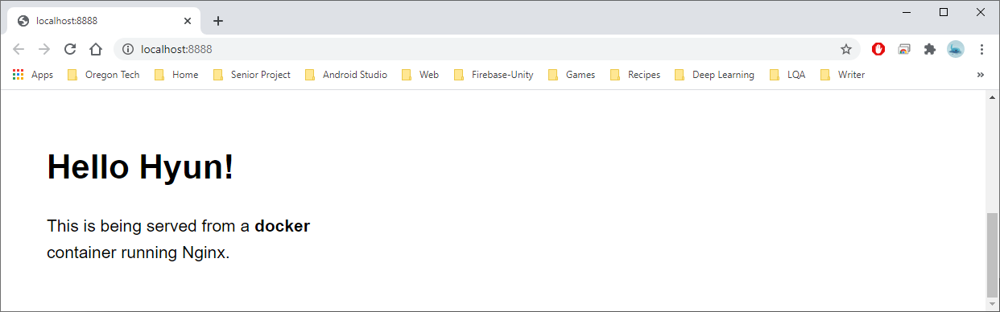 localhost:8888
localhost:8888
Apps Oregon Tech Home Senior Project Android Studio Web Firebase-Unity Games Recipes Deep Learning LQA Writer »
Hello Hyun!
This is being served from a docker
container running Nginx.